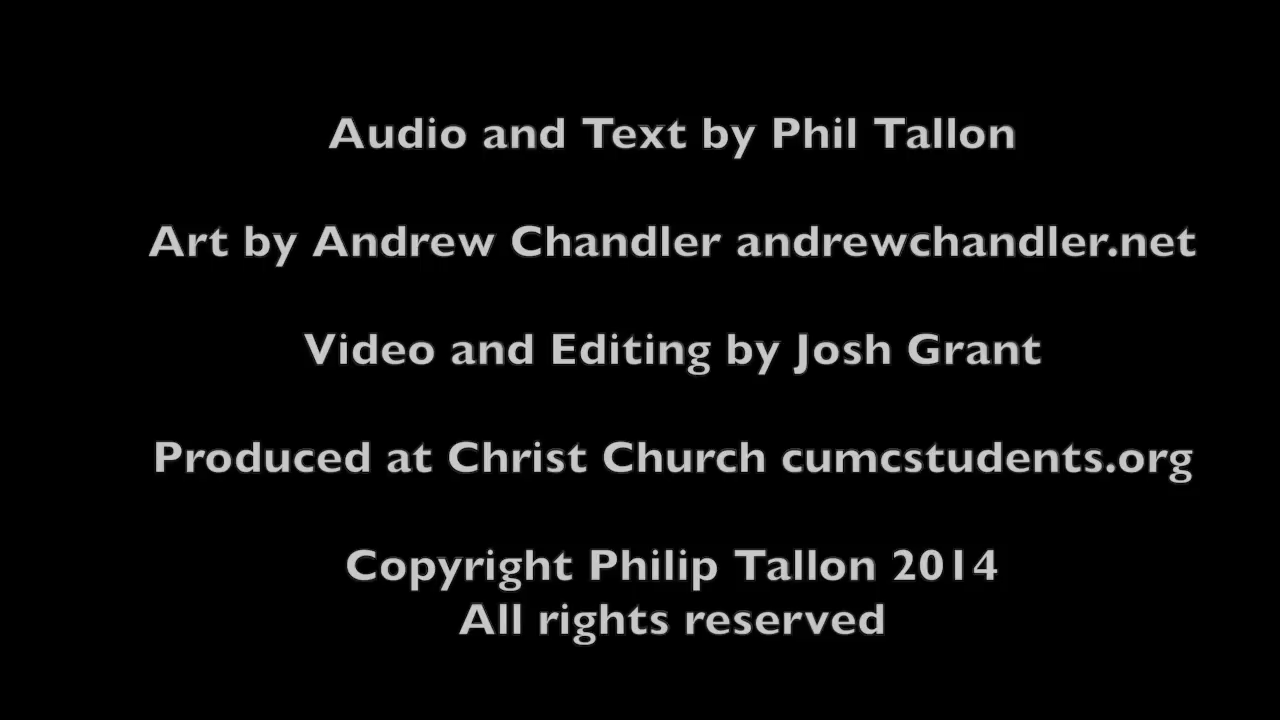 Audio and Text by Phil Tallon
Art by Andrew Chandler andrewchandler.net
Video and Editing by Josh Grant
Produced at Christ Church cumcstudents.org
Copyright Philip Tallon 2014
All rights reserved